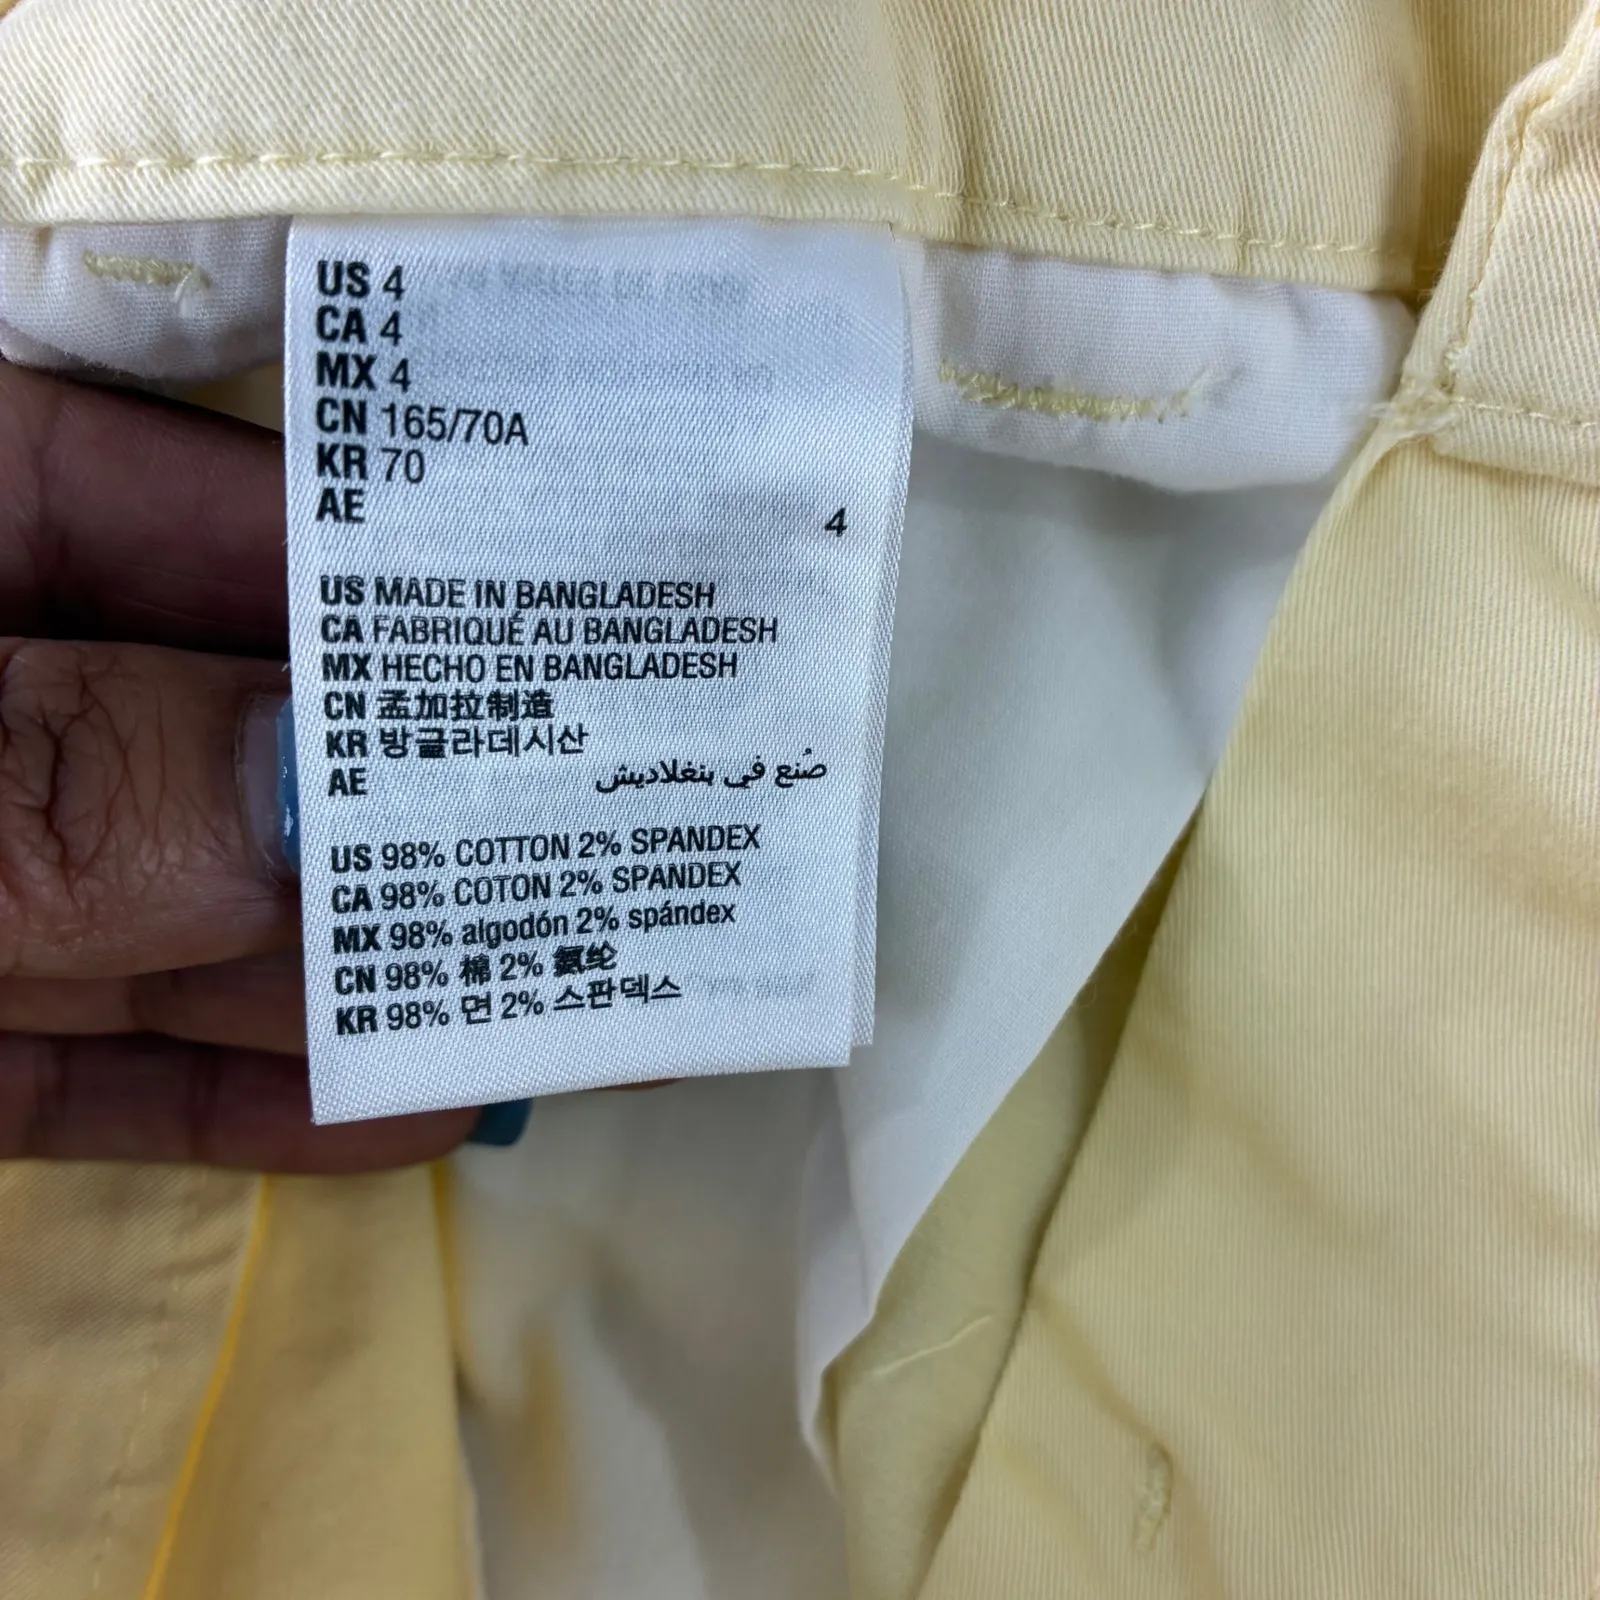 US 4
CA 4
MX 4
CN 165/70A
KR 70
AE 4
US MADE IN BANGLADESH
CA FABRIQUÉ AU BANGLADESH
MX HECHO EN BANGLADESH
CN 孟加拉制造
KR 방글라데시산
AE صُنع في بنغلاديش
US 98% COTTON 2% SPANDEX
CA 98% COTON 2% SPANDEX
MX 98% algodón 2% spándex
CN 98% 棉 2% 氨纶
KR 98% 면 2% 스판덱스